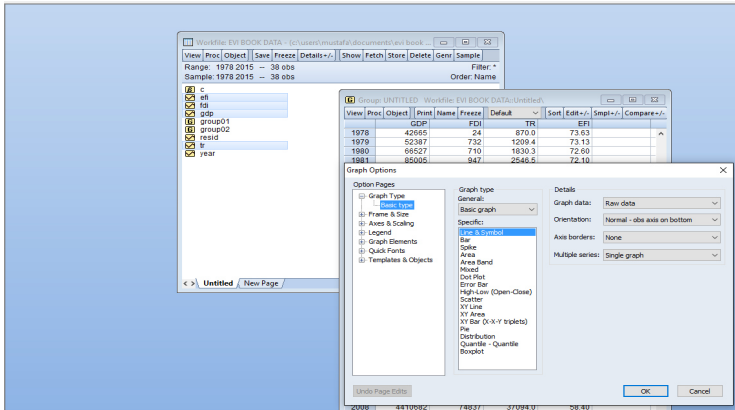 Workfile: EVI BOOK DATA - (c:\users\mustafa\documents\evi book ...
View Proc Object Save Freeze Details+/- Show Fetch Store Delete Genr Sample
Range: 1978 2015 -- 38 obs Filter: *
Sample: 1978 2015 -- 38 obs Order: Name
c
efi
fdi
gdp
group01
group02
resid
tr
year
Untitled New Page
Group: UNTITLED Workfile: EVI BOOK DATA::Untitled\
View Proc Object Print Name Freeze Default Sort Edit+/- Smpl+/- Compare+/-
GDP FDI TR EFI
1978 42665 24 870.0 73.63
1979 52387 732 1209.4 73.13
1980 66527 710 1830.3 72.60
1981 85005 947 2546.5 72.10
Graph Options
Option Pages
Graph Type
Basic type
Frame & Size
Axes & Scaling
Legend
Graph Elements
Quick Fonts
Templates & Objects
Undo Page Edits
Graph type
General:
Basic graph
Specific:
Line & Symbol
Bar
Spike
Area
Area Band
Mixed
Dot Plot
Error Bar
High-Low (Open-Close)
Scatter
XY Line
XY Area
XY Bar (X-X-Y triplets)
Pie
Distribution
Quantile - Quantile
Boxplot
Details
Graph data: Raw data
Orientation: Normal - obs axis on bottom
Axis borders: None
Multiple series: Single graph
OK Cancel
2008 4410682 74837 37094.0 58.40